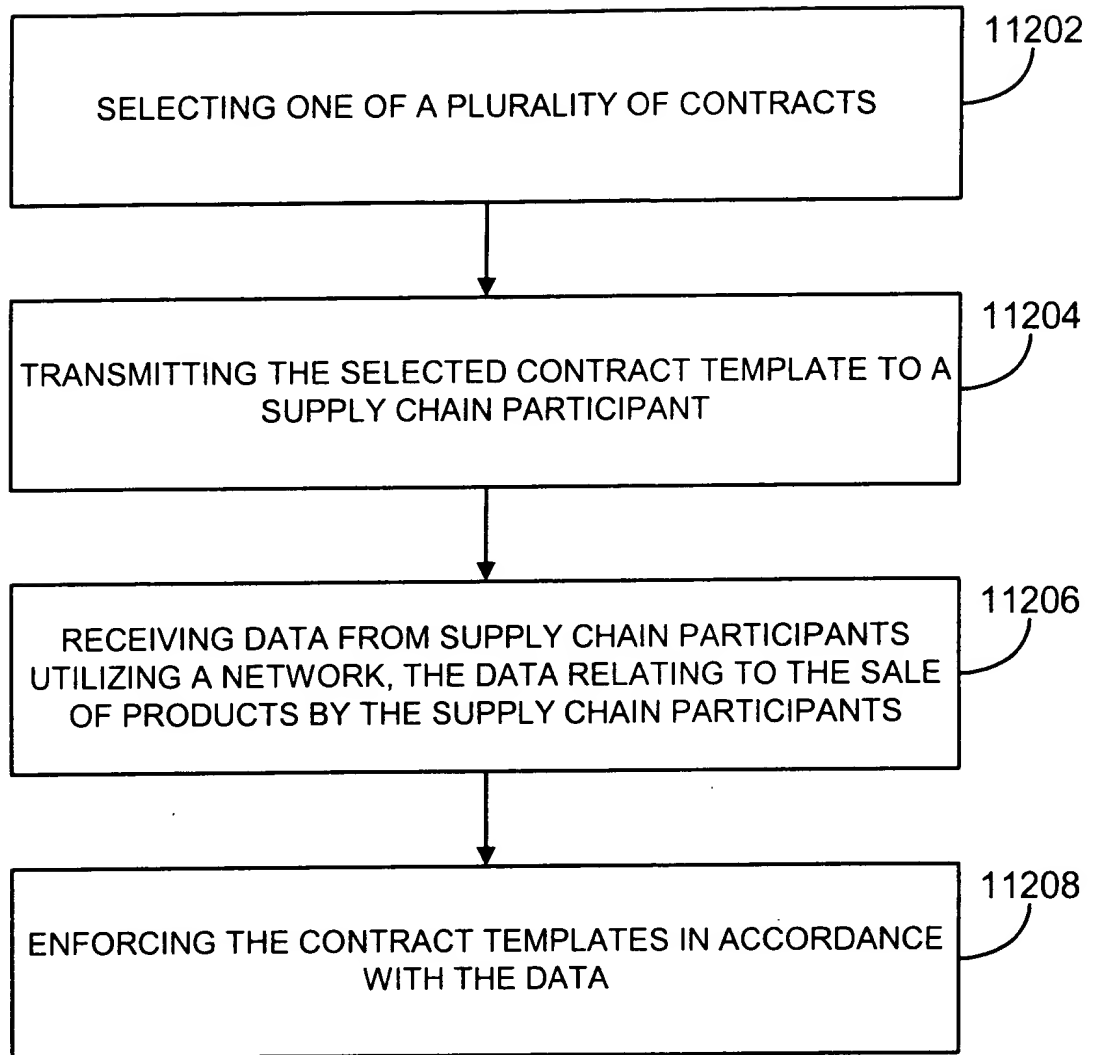 11202
SELECTING ONE OF A PLURALITY OF CONTRACTS
11204
TRANSMITTING THE SELECTED CONTRACT TEMPLATE TO A
SUPPLY CHAIN PARTICIPANT
11206
RECEIVING DATA FROM SUPPLY CHAIN PARTICIPANTS
UTILIZING A NETWORK, THE DATA RELATING TO THE SALE
OF PRODUCTS BY THE SUPPLY CHAIN PARTICIPANTS
11208
ENFORCING THE CONTRACT TEMPLATES IN ACCORDANCE
WITH THE DATA